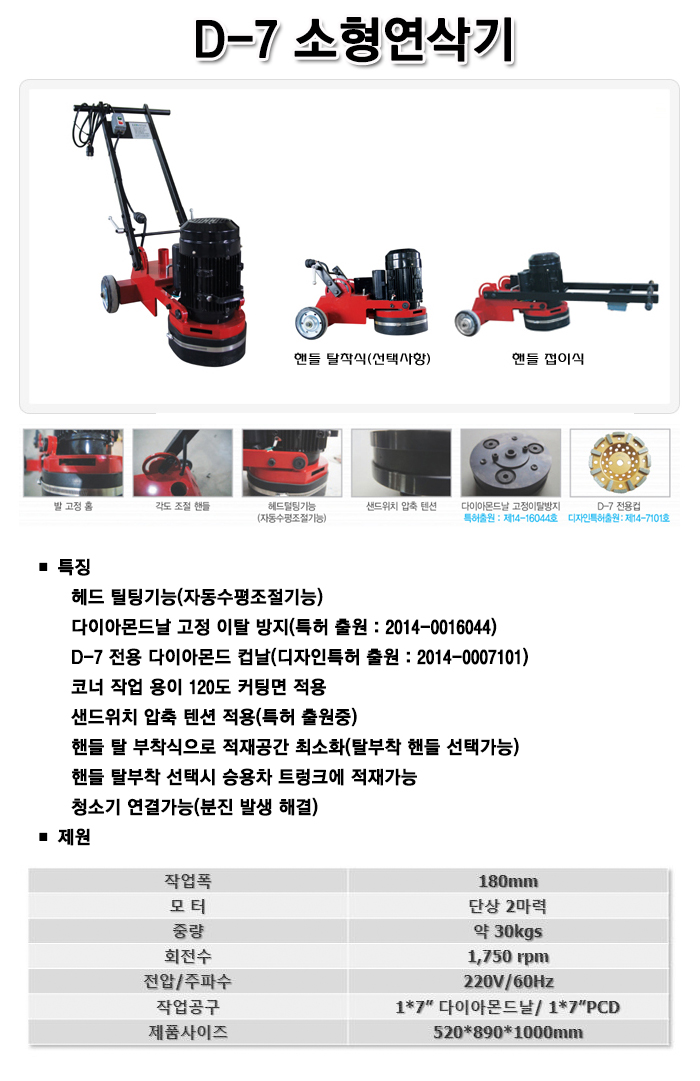 D-7 소형연삭기
핸들 탈착식(선택사항)
핸들 접이식
발 고정 홈
각도 조절 핸들
헤드털팅기능
(자동수평조절기능)
샌드위치 압축 텐션
다이아몬드날 고정이탈방지
특허출원 : 제14-16044호
D-7 전용컵
디자인특허출원: 제14-7101호
■ 특징
헤드 틸팅기능(자동수평조절기능)
다이아몬드날 고정 이탈 방지(특허 출원 : 2014-0016044)
D-7 전용 다이아몬드 컵날(디자인특허 출원 : 2014-0007101)
코너 작업 용이 120도 커팅면 적용
샌드위치 압축 텐션 적용(특허 출원중)
핸들 탈 부착식으로 적재공간 최소화(탈부착 핸들 선택가능)
핸들 탈부착 선택시 승용차 트렁크에 적재가능
청소기 연결가능(분진 발생 해결)
■ 제원
작업폭 180mm
모 터 단상 2마력
중량 약 30kgs
회전수 1,750 rpm
전압/주파수 220V/60Hz
작업공구 1*7” 다이아몬드날/ 1*7”PCD
제품사이즈 520*890*1000mm